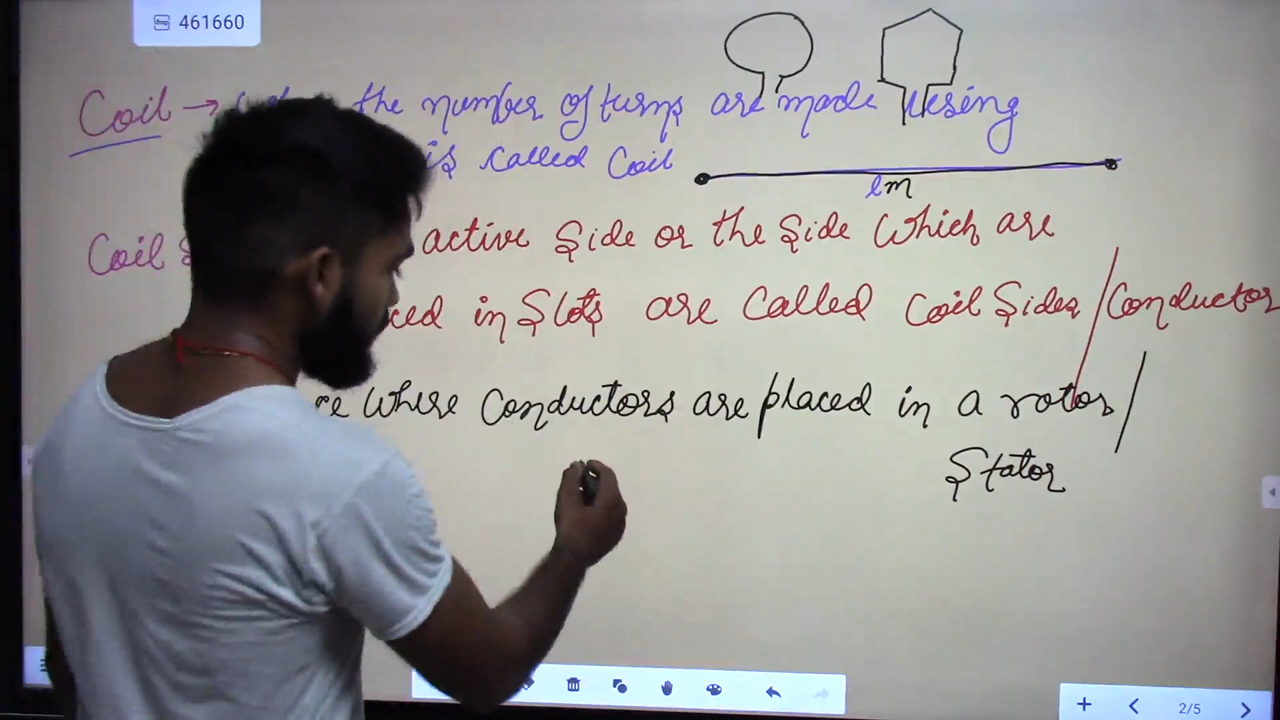 461660
Coil → the number of turns are made using
is called Coil
lm
Coil active Side or the Side Which are
in Slots are Called Coil Sides / Conductor
Where Conductors are placed in a rotor /
Stator
2/5